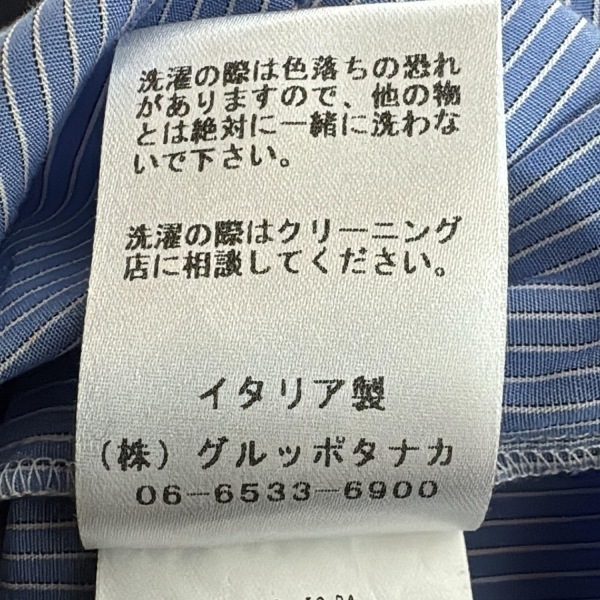 洗濯の際は色落ちの恐れ
がありますので、他の物
とは絶対に一緒に洗わな
いで下さい。
洗濯の際はクリーニング
店に相談してください。
イタリア製
（株）グルッポタナカ
06-6533-6900